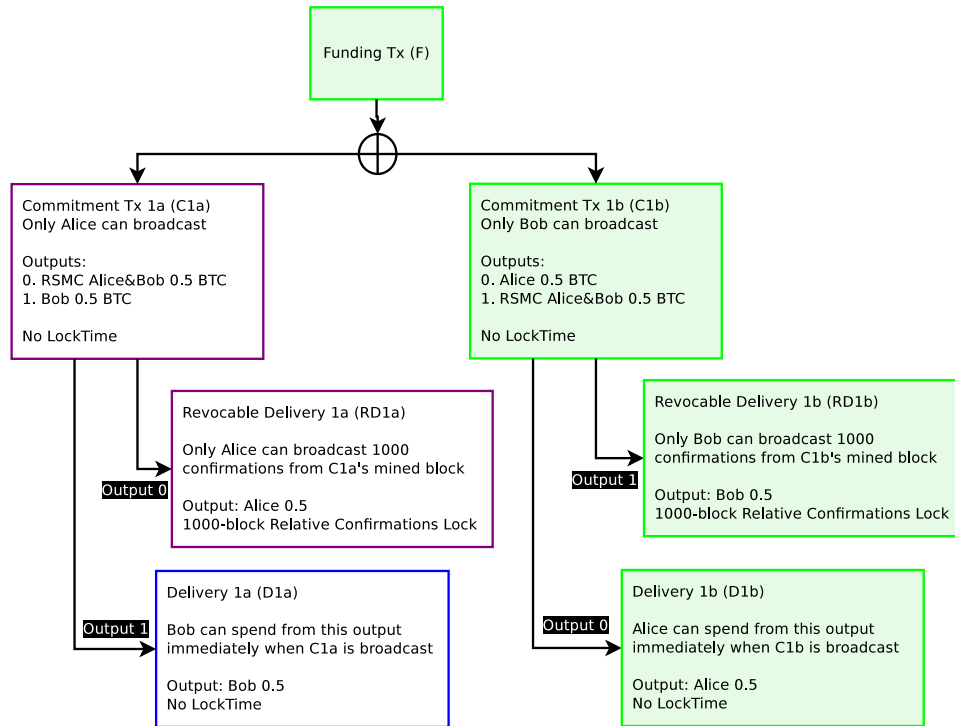 Funding Tx (F)
Commitment Tx 1a (C1a)
Only Alice can broadcast
Outputs:
0. RSMC Alice&Bob 0.5 BTC
1. Bob 0.5 BTC
No LockTime
Commitment Tx 1b (C1b)
Only Bob can broadcast
Outputs:
0. Alice 0.5 BTC
1. RSMC Alice&Bob 0.5 BTC
No LockTime
Output 0
Revocable Delivery 1a (RD1a)
Only Alice can broadcast 1000
confirmations from C1a's mined block
Output: Alice 0.5
1000-block Relative Confirmations Lock
Output 1
Revocable Delivery 1b (RD1b)
Only Bob can broadcast 1000
confirmations from C1b's mined block
Output: Bob 0.5
1000-block Relative Confirmations Lock
Output 1
Delivery 1a (D1a)
Bob can spend from this output
immediately when C1a is broadcast
Output: Bob 0.5
No LockTime
Output 0
Delivery 1b (D1b)
Alice can spend from this output
immediately when C1b is broadcast
Output: Alice 0.5
No LockTime